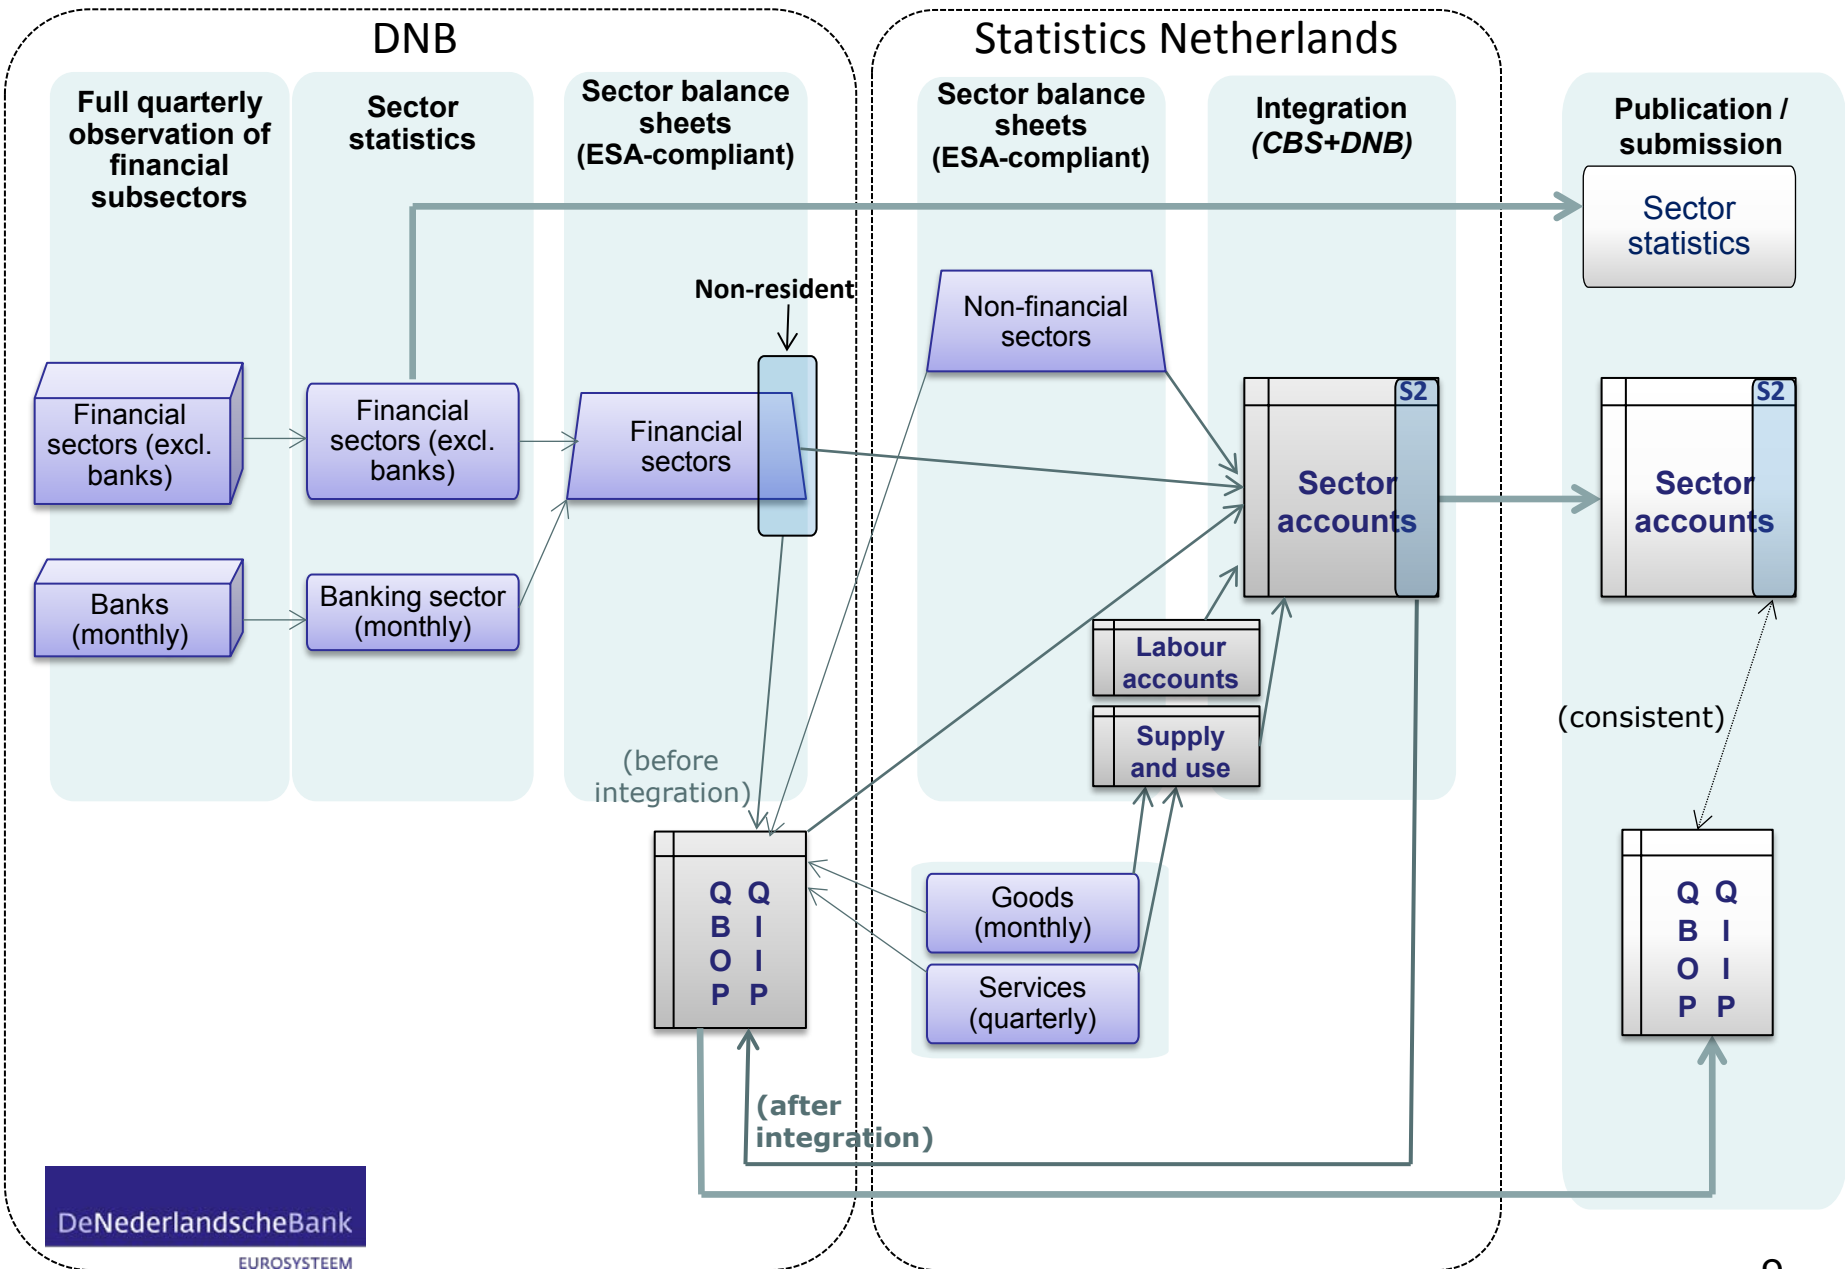 DNB
Statistics Netherlands
Full quarterly
observation of
financial
subsectors
Sector
statistics
Sector balance
sheets
(ESA-compliant)
Sector balance
sheets
(ESA-compliant)
Integration
(CBS+DNB)
Publication /
submission
Sector
statistics
Non-resident
Non-financial
sectors
Financial
sectors (excl.
banks)
Financial
sectors (excl.
banks)
Financial
sectors
S2
Sector
accounts
S2
Sector
accounts
Banks
(monthly)
Banking sector
(monthly)
Labour
accounts
Supply
and use
(consistent)
(before
integration)
Q Q
B I
O I
P P
Goods
(monthly)
Services
(quarterly)
Q Q
B I
O I
P P
(after
integration)
DeNederlandscheBank
EUROSYSTEEM